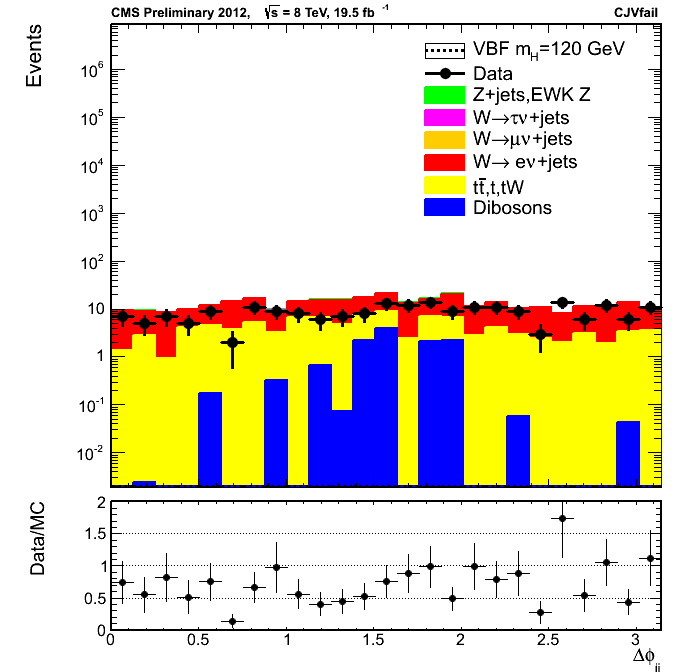 CMS Preliminary 2012, √s = 8 TeV, 19.5 fb⁻¹ CJVfail
Events
VBF m_H=120 GeV
Data
Z+jets,EWK Z
W→τν+jets
W→μν+jets
W→ eν+jets
tt̄,t,tW
Dibosons
10⁶
10⁵
10⁴
10³
10²
10
1
10⁻¹
10⁻²
Data/MC
2
1.5
1
0.5
0
0 0.5 1 1.5 2 2.5 3
Δϕ_jj